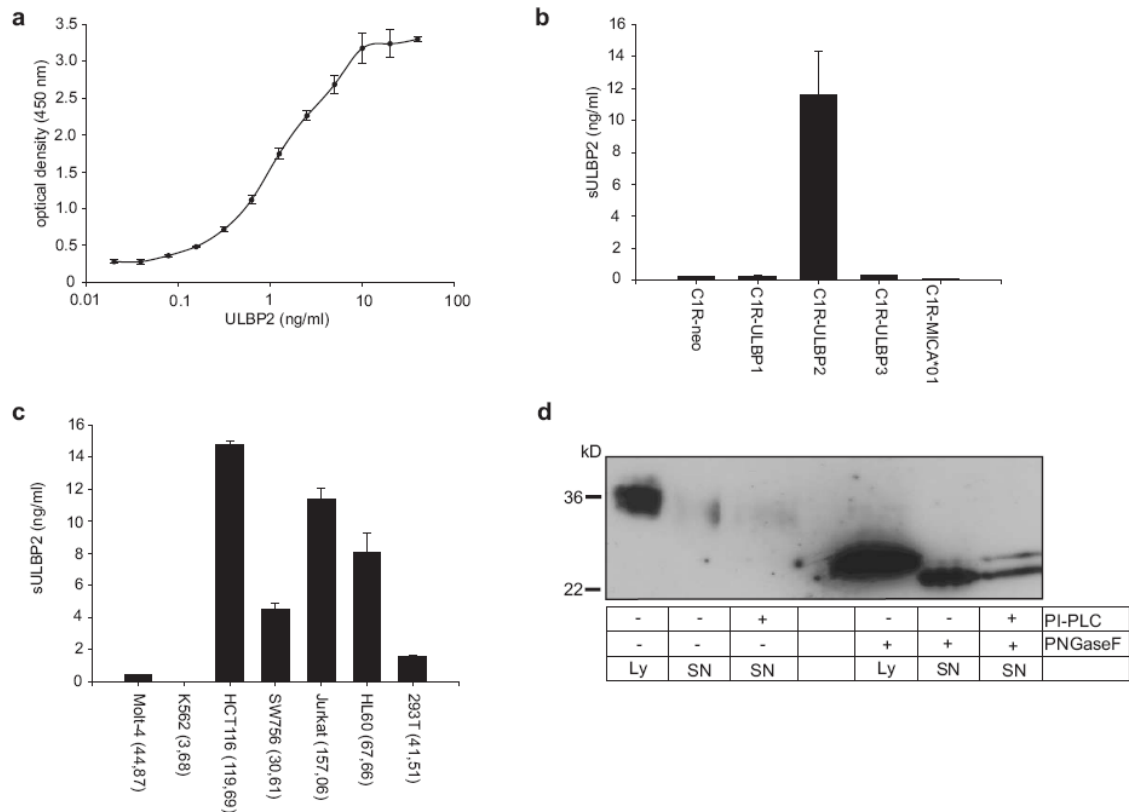 a
3.5
3.0
2.5
2.0
1.5
1.0
0.5
0
optical density (450 nm)
0.01
0.1
1
10
100
ULBP2 (ng/ml)
b
16
14
12
10
8
6
4
2
0
sULBP2 (ng/ml)
C1R-neo
C1R-ULBP1
C1R-ULBP2
C1R-ULBP3
C1R-MICA*01
c
16
14
12
10
8
6
4
2
0
sULBP2 (ng/ml)
Molt-4 (44,87)
K562 (3,68)
HCT116 (119,69)
SW756 (30,61)
Jurkat (157,06)
HL60 (67,66)
293T (41,51)
d
kD
36
22
- - + - - + PI-PLC
- - - + + + PNGaseF
Ly SN SN Ly SN SN